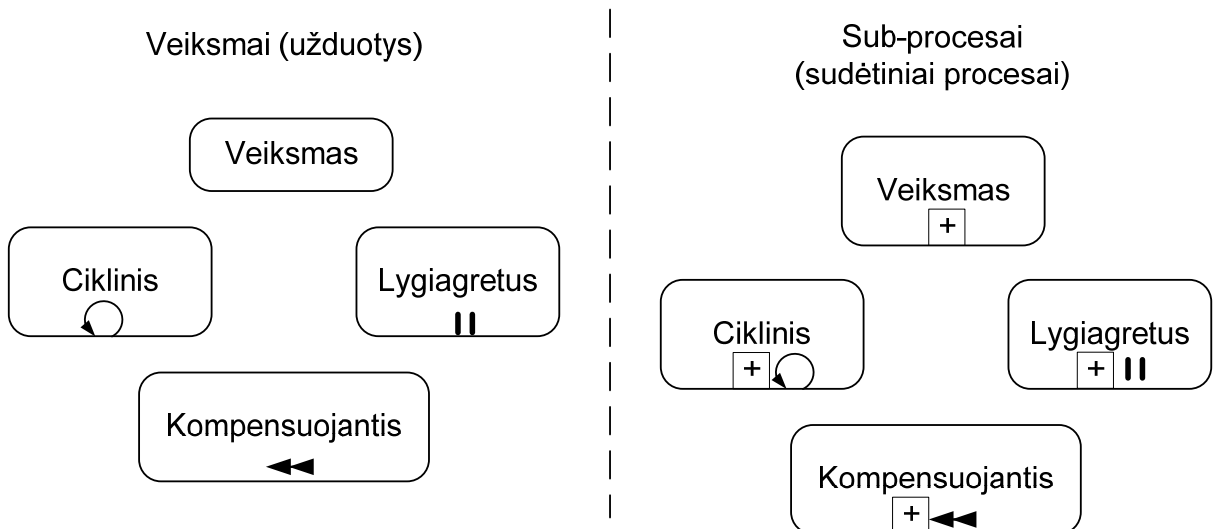 Veiksmai (užduotys)
Veiksmas
Ciklinis
Lygiagretus
Kompensuojantis
Sub-procesai
(sudėtiniai procesai)
Veiksmas
+
Ciklinis
+
Lygiagretus
+
Kompensuojantis
+